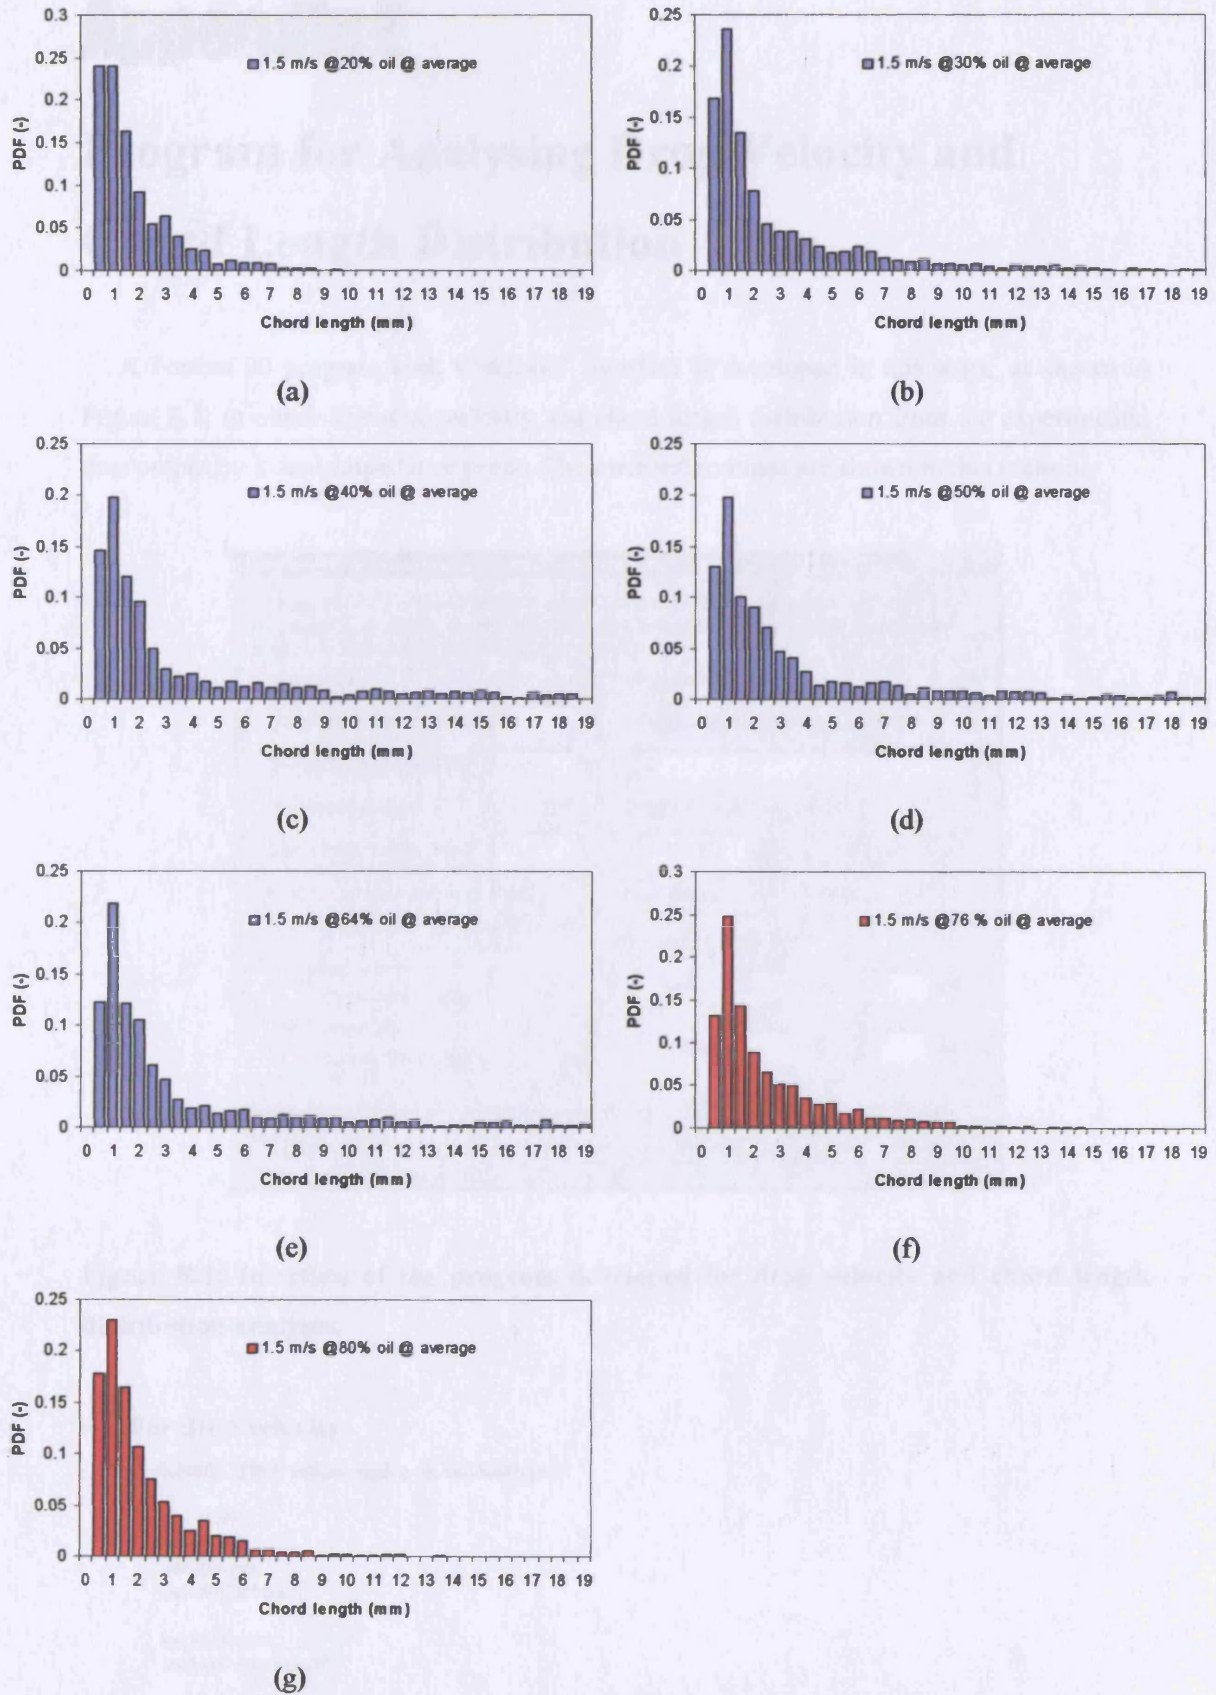 1.5 m/s @20% oil @ average
PDF (-)
0.3
0.25
0.2
0.15
0.1
0.05
0
0 1 2 3 4 5 6 7 8 9 10 11 12 13 14 15 16 17 18 19
Chord length (mm)
(a)
1.5 m/s @30% oil @ average
PDF (-)
0.25
0.2
0.15
0.1
0.05
0
0 1 2 3 4 5 6 7 8 9 10 11 12 13 14 15 16 17 18 19
Chord length (mm)
(b)
Program for Analysing Drop Velocity and
Chord Length Distribution
1.5 m/s @40% oil @ average
PDF (-)
0.25
0.2
0.15
0.1
0.05
0
0 1 2 3 4 5 6 7 8 9 10 11 12 13 14 15 16 17 18 19
Chord length (mm)
(c)
1.5 m/s @50% oil @ average
PDF (-)
0.25
0.2
0.15
0.1
0.05
0
0 1 2 3 4 5 6 7 8 9 10 11 12 13 14 15 16 17 18 19
Chord length (mm)
(d)
1.5 m/s @64% oil @ average
PDF (-)
0.25
0.2
0.15
0.1
0.05
0
0 1 2 3 4 5 6 7 8 9 10 11 12 13 14 15 16 17 18 19
Chord length (mm)
(e)
1.5 m/s @76 % oil @ average
PDF (-)
0.3
0.25
0.2
0.15
0.1
0.05
0
0 1 2 3 4 5 6 7 8 9 10 11 12 13 14 15 16 17 18 19
Chord length (mm)
(f)
1.5 m/s @80% oil @ average
PDF (-)
0.25
0.2
0.15
0.1
0.05
0
0 1 2 3 4 5 6 7 8 9 10 11 12 13 14 15 16 17 18 19
Chord length (mm)
(g)